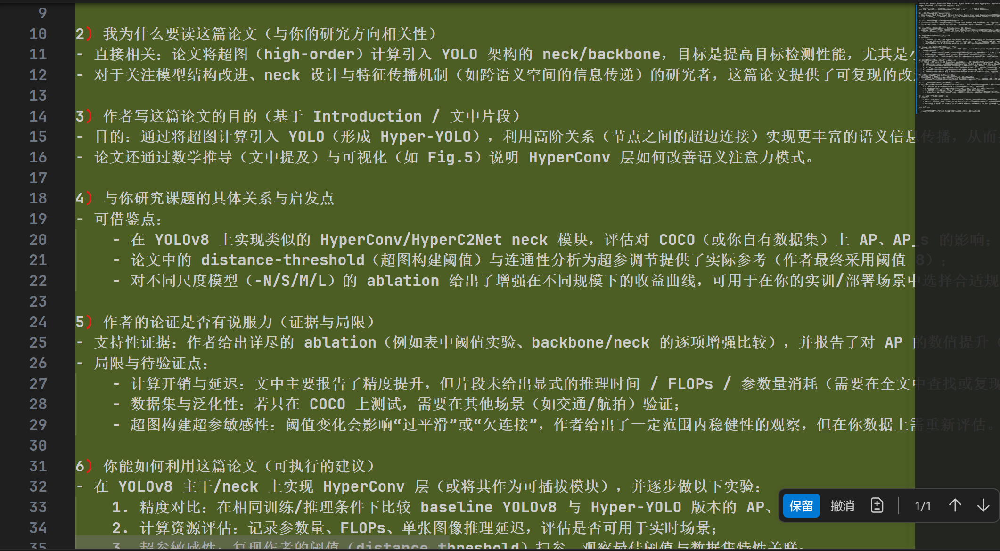 9
10 2) 我为什么要读这篇论文（与你的研究方向相关性）
11 - 直接相关：论文将超图（high-order）计算引入 YOLO 架构的 neck/backbone，目标是提高目标检测性能，尤其是
12 - 对于关注模型结构改进、neck 设计与特征传播机制（如跨语义空间的信息传递）的研究者，这篇论文提供了可复现的改
13
14 3) 作者写这篇论文的目的（基于 Introduction / 文中片段）
15 - 目的：通过将超图计算引入 YOLO（形成 Hyper-YOLO），利用高阶关系（节点之间的超边连接）实现更丰富的语义信息传播，从而
16 - 论文还通过数学推导（文中提及）与可视化（如 Fig.5）说明 HyperConv 层如何改善语义注意力模式。
17
18 4) 与你研究课题的具体关系与启发点
19 - 可借鉴点：
20 - 在 YOLOv8 上实现类似的 HyperConv/HyperC2Net neck 模块，评估对 COCO（或你自有数据集）上 AP、AP_s 的影响；
21 - 论文中的 distance-threshold（超图构建阈值）与连通性分析为超参调节提供了实际参考（作者最终采用阈值 8）；
22 - 对不同尺度模型（-N/S/M/L）的 ablation 给出了增强在不同规模下的收益曲线，可用于在你的实训/部署场景中选择合适规
23
24 5) 作者的论证是否有说服力（证据与局限）
25 - 支持性证据：作者给出详尽的 ablation（例如表中阈值实验、backbone/neck 的逐项增强比较），并报告了对 AP 的数值提升（
26 - 局限与待验证点：
27 - 计算开销与延迟：文中主要报告了精度提升，但片段未给出显式的推理时间 / FLOPs / 参数量消耗（需要在全文中查找或复现
28 - 数据集与泛化性：若只在 COCO 上测试，需要在其他场景（如交通/航拍）验证；
29 - 超图构建超参敏感性：阈值变化会影响“过平滑”或“欠连接”，作者给出了一定范围内稳健性的观察，但在你数据上需重新评估。
30
31 6) 你能如何利用这篇论文（可执行的建议）
32 - 在 YOLOv8 主干/neck 上实现 HyperConv 层（或将其作为可插拔模块），并逐步做以下实验：
33 1. 精度对比：在相同训练/推理条件下比较 baseline YOLOv8 与 Hyper-YOLO 版本的 AP、
34 2. 计算资源评估：记录参数量、FLOPs、单张图像推理延迟，评估是否可用于实时场景；
35 3. 超参敏感性：复现作者的阈值（distance threshold）扫参，观察最佳阈值与数据集特性关联。
保留 撤消 1/1